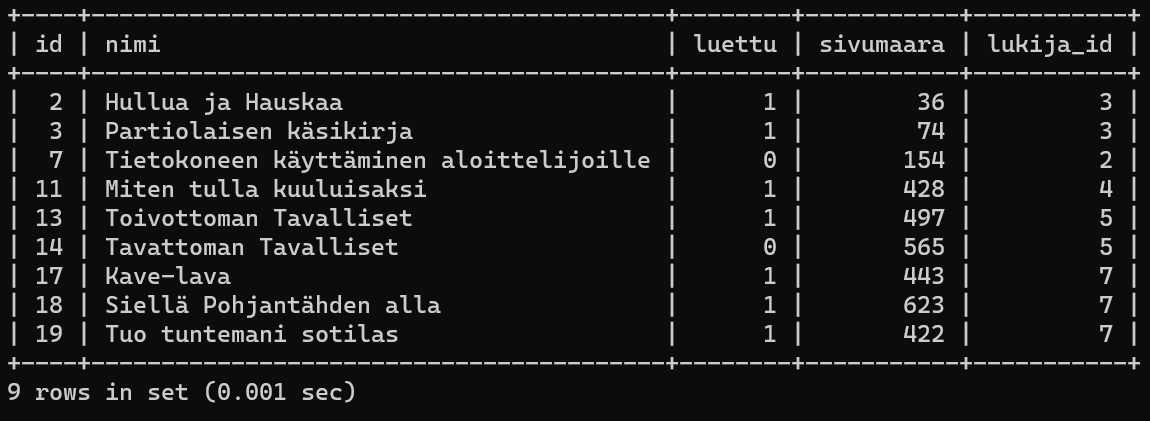 +----+-----------------------------------------+--------+-----------+-----------+
| id | nimi                                    | luettu | sivumaara | lukija_id |
+----+-----------------------------------------+--------+-----------+-----------+
|  2 | Hullua ja Hauskaa                       |      1 |        36 |         3 |
|  3 | Partiolaisen käsikirja                  |      1 |        74 |         3 |
|  7 | Tietokoneen käyttäminen aloittelijoille |      0 |       154 |         2 |
| 11 | Miten tulla kuuluisaksi                 |      1 |       428 |         4 |
| 13 | Toivottoman Tavalliset                  |      1 |       497 |         5 |
| 14 | Tavattoman Tavalliset                   |      0 |       565 |         5 |
| 17 | Kave-lava                               |      1 |       443 |         7 |
| 18 | Siellä Pohjantähden alla                |      1 |       623 |         7 |
| 19 | Tuo tuntemani sotilas                   |      1 |       422 |         7 |
+----+-----------------------------------------+--------+-----------+-----------+
9 rows in set (0.001 sec)